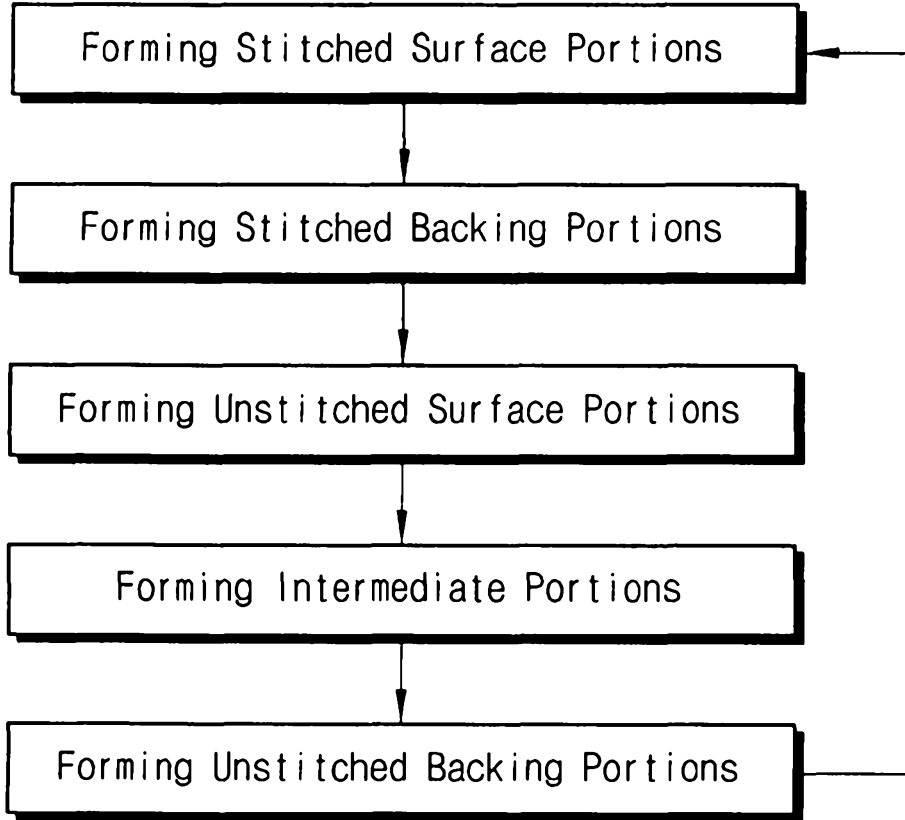 Forming Stitched Surface Portions
Forming Stitched Backing Portions
Forming Unstitched Surface Portions
Forming Intermediate Portions
Forming Unstitched Backing Portions